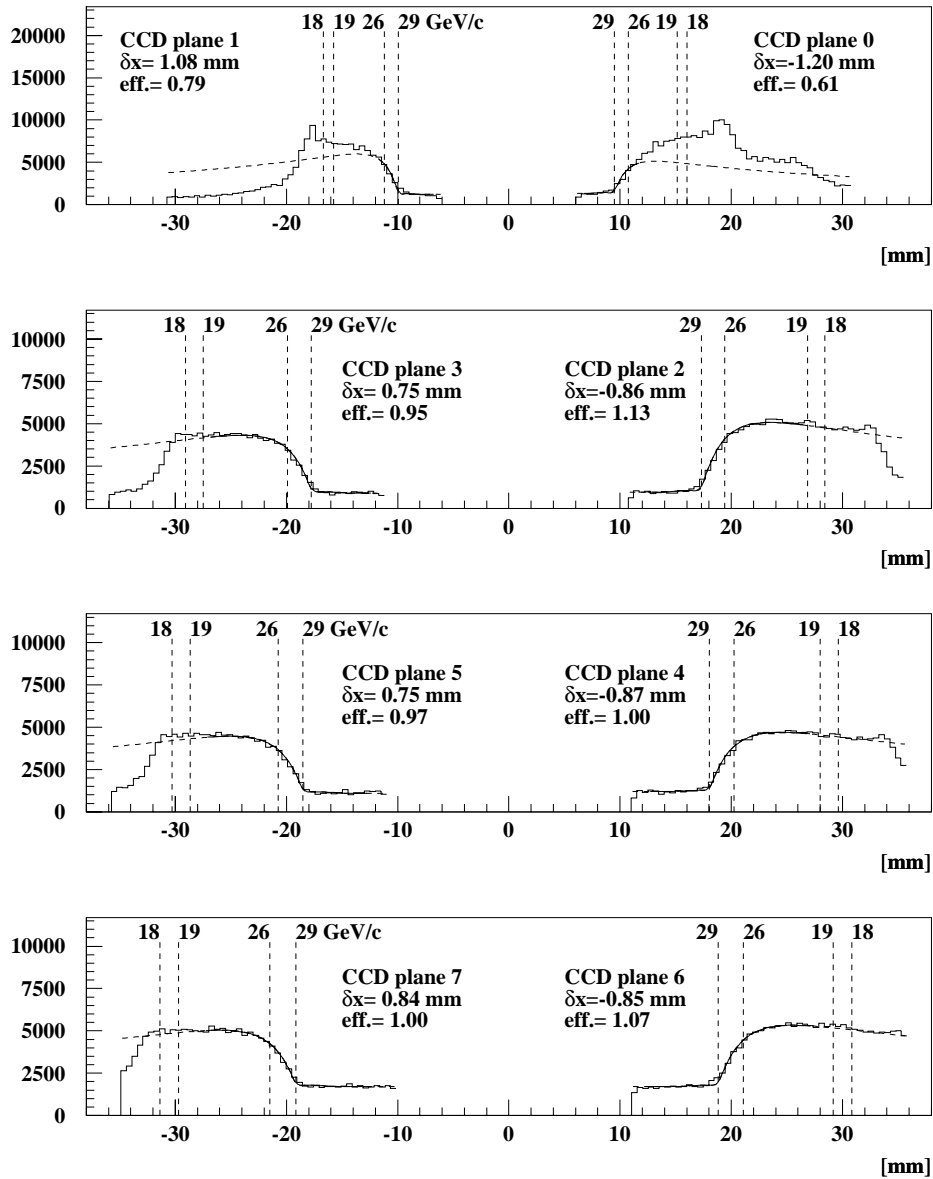 18 19 26 29 GeV/c 29 26 19 18
20000
CCD plane 1 CCD plane 0
δx= 1.08 mm δx=-1.20 mm
eff.= 0.79 eff.= 0.61
15000
10000
5000
0
-30 -20 -10 0 10 20 30
[mm]
18 19 26 29 GeV/c 29 26 19 18
10000
CCD plane 3 CCD plane 2
δx= 0.75 mm δx=-0.86 mm
eff.= 0.95 eff.= 1.13
7500
5000
2500
0
-30 -20 -10 0 10 20 30
[mm]
18 19 26 29 GeV/c 29 26 19 18
10000
CCD plane 5 CCD plane 4
δx= 0.75 mm δx=-0.87 mm
eff.= 0.97 eff.= 1.00
7500
5000
2500
0
-30 -20 -10 0 10 20 30
[mm]
18 19 26 29 GeV/c 29 26 19 18
10000
CCD plane 7 CCD plane 6
δx= 0.84 mm δx=-0.85 mm
eff.= 1.00 eff.= 1.07
7500
5000
2500
0
-30 -20 -10 0 10 20 30
[mm]